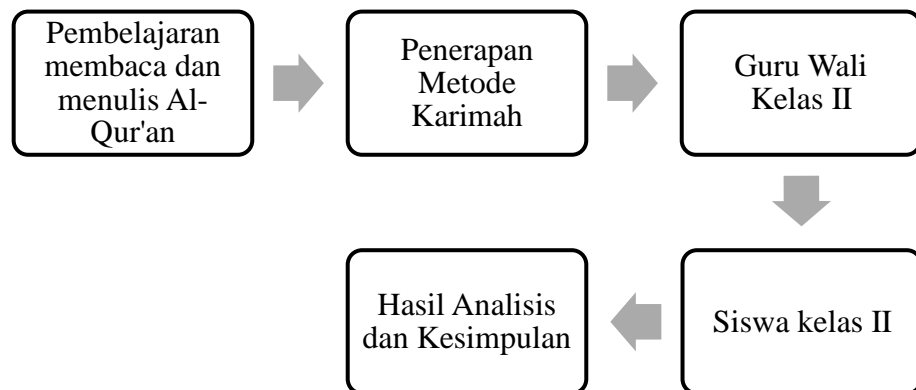 Pembelajaran
membaca dan
menulis Al-
Qur'an
Penerapan
Metode
Karimah
Guru Wali
Kelas II
Siswa kelas II
Hasil Analisis
dan Kesimpulan